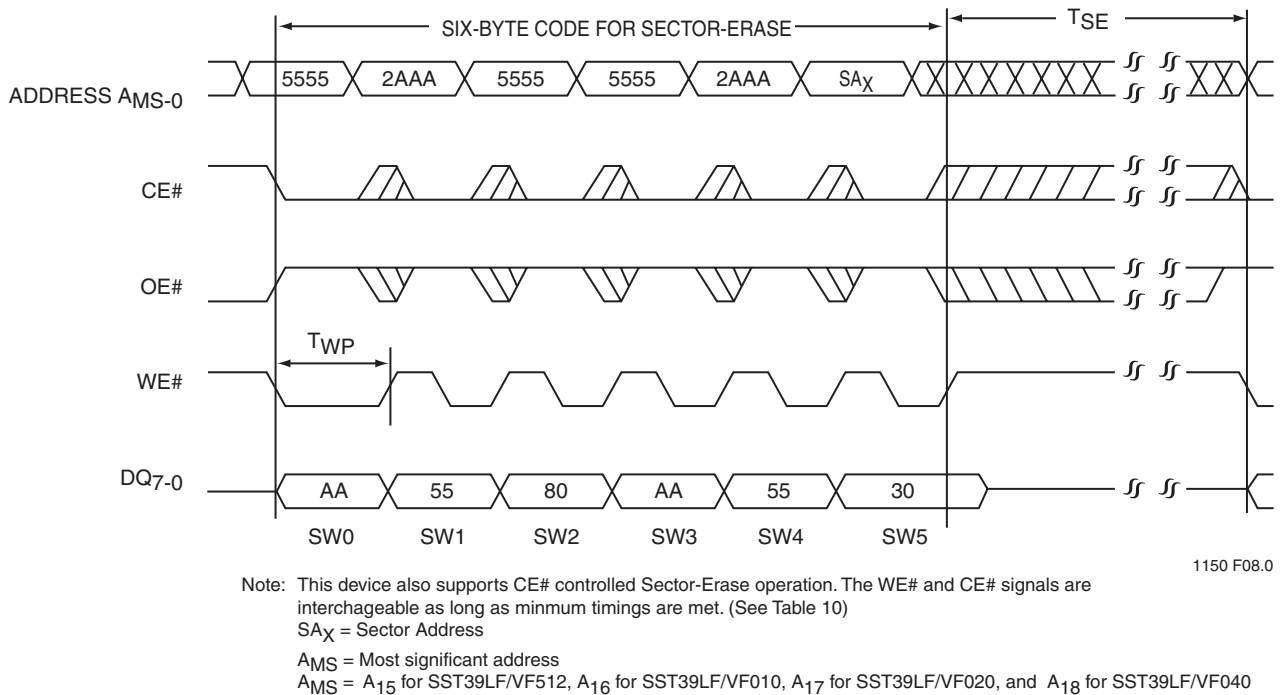 SIX-BYTE CODE FOR SECTOR-ERASE
TSE
ADDRESS AMS-0
5555 2AAA 5555 5555 2AAA SAX
CE#
OE#
TWP
WE#
DQ7-0
AA 55 80 AA 55 30
SW0 SW1 SW2 SW3 SW4 SW5
1150 F08.0
Note: This device also supports CE# controlled Sector-Erase operation. The WE# and CE# signals are
interchageable as long as minmum timings are met. (See Table 10)
SAX = Sector Address
AMS = Most significant address
AMS = A15 for SST39LF/VF512, A16 for SST39LF/VF010, A17 for SST39LF/VF020, and A18 for SST39LF/VF040